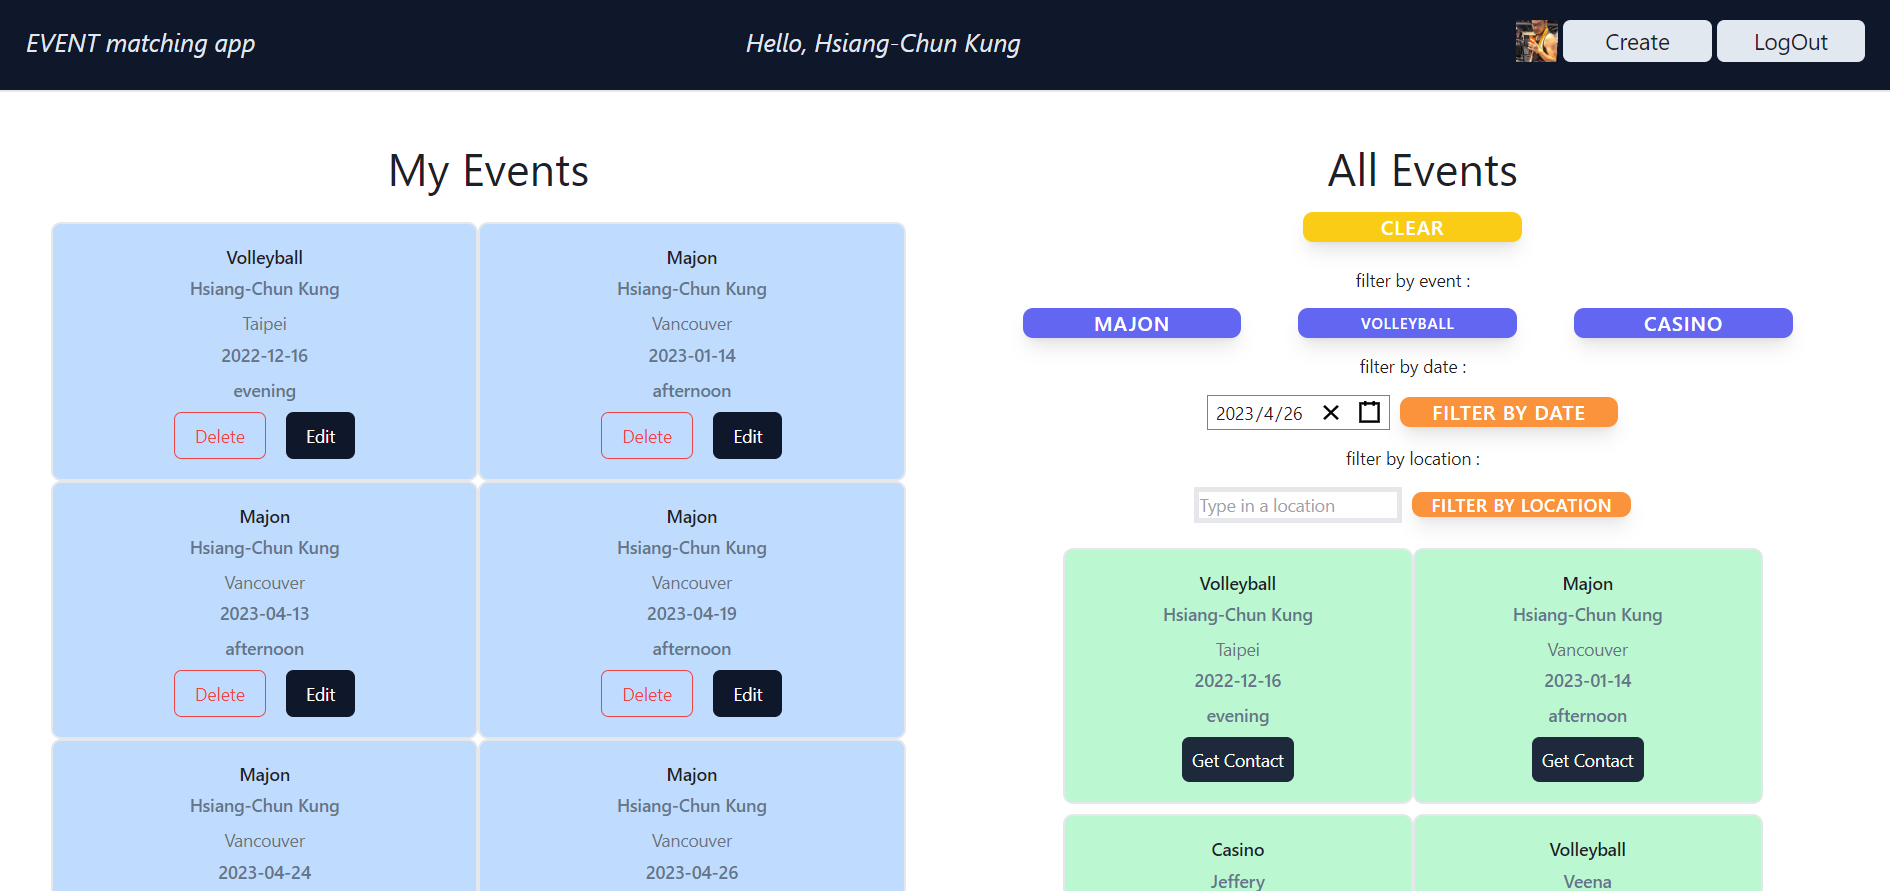 EVENT matching app
Hello, Hsiang-Chun Kung
Create
LogOut
My Events
Volleyball
Hsiang-Chun Kung
Taipei
2022-12-16
evening
Delete
Edit
Majon
Hsiang-Chun Kung
Vancouver
2023-01-14
afternoon
Delete
Edit
Majon
Hsiang-Chun Kung
Vancouver
2023-04-13
afternoon
Delete
Edit
Majon
Hsiang-Chun Kung
Vancouver
2023-04-19
afternoon
Delete
Edit
Majon
Hsiang-Chun Kung
Vancouver
2023-04-24
Majon
Hsiang-Chun Kung
Vancouver
2023-04-26
All Events
CLEAR
filter by event :
MAJON
VOLLEYBALL
CASINO
filter by date :
2023/4/26
FILTER BY DATE
filter by location :
Type in a location
FILTER BY LOCATION
Volleyball
Hsiang-Chun Kung
Taipei
2022-12-16
evening
Get Contact
Majon
Hsiang-Chun Kung
Vancouver
2023-01-14
afternoon
Get Contact
Casino
Jeffery
Volleyball
Veena